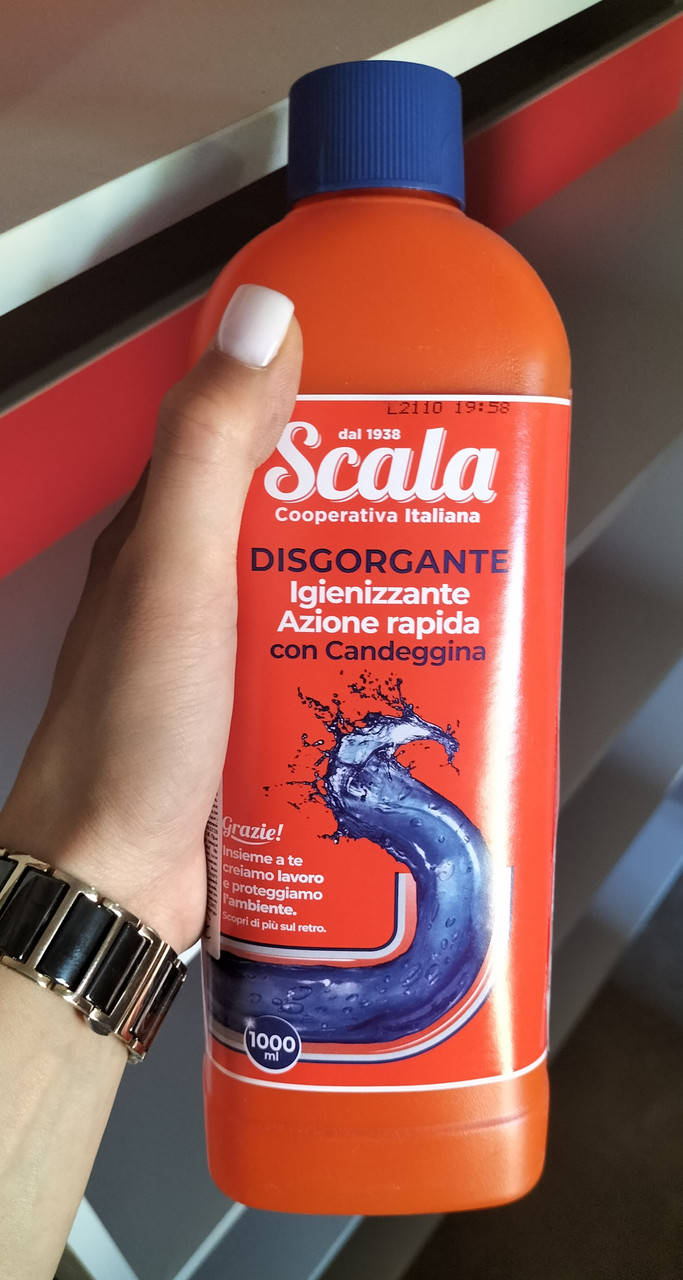 L2110 19:58
dal 1938
Scala
Cooperativa Italiana
DISGORGANTE
Igienizzante
Azione rapida
con Candeggina
Grazie!
Insieme a te
creiamo lavoro
e proteggiamo
l'ambiente.
Scopri di più sul retro.
1000
ml